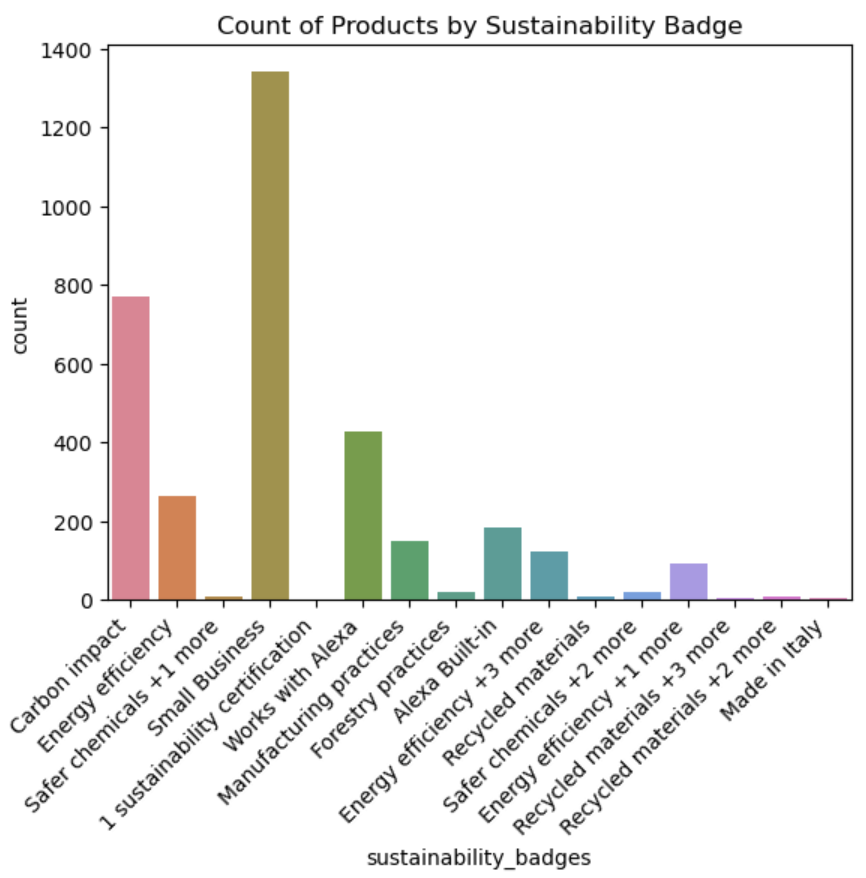 Count of Products by Sustainability Badge
1400
1200
1000
800
600
400
200
0
count
Carbon impact
Energy efficiency
Safer chemicals +1 more
Small Business
1 sustainability certification
Works with Alexa
Manufacturing practices
Forestry practices
Alexa Built-in
Energy efficiency +3 more
Recycled materials
Safer chemicals +2 more
Energy efficiency +1 more
Recycled materials +3 more
Recycled materials +2 more
Made in Italy
sustainability_badges